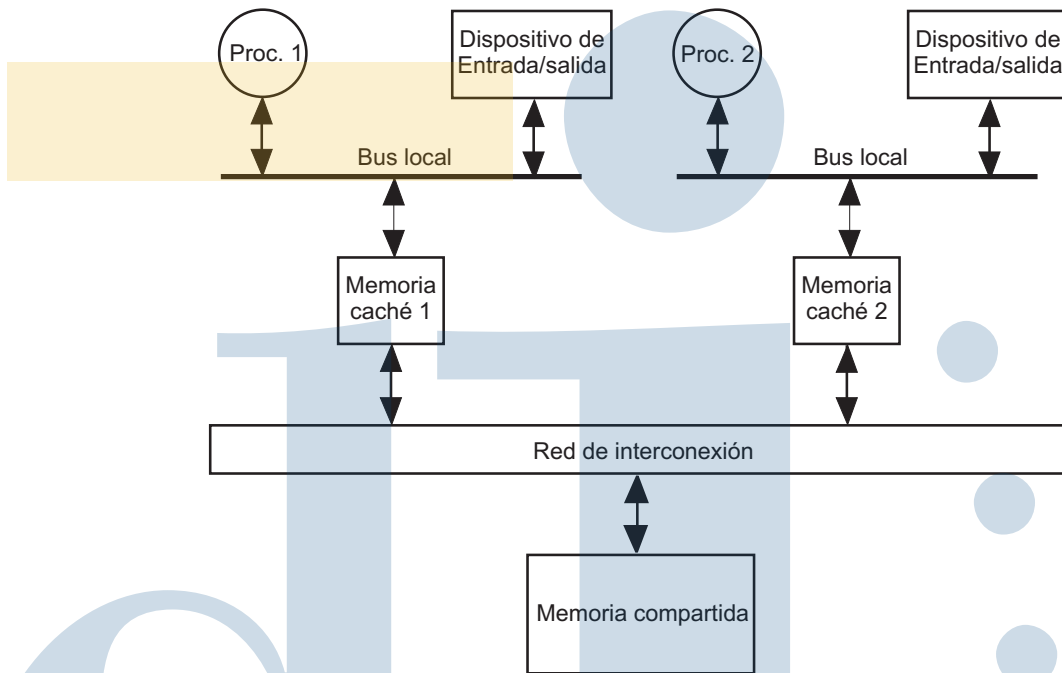 Proc. 1
Dispositivo de
Entrada/salida
Proc. 2
Dispositivo de
Entrada/salida
Bus local
Bus local
Memoria
caché 1
Memoria
caché 2
Red de interconexión
Memoria compartida